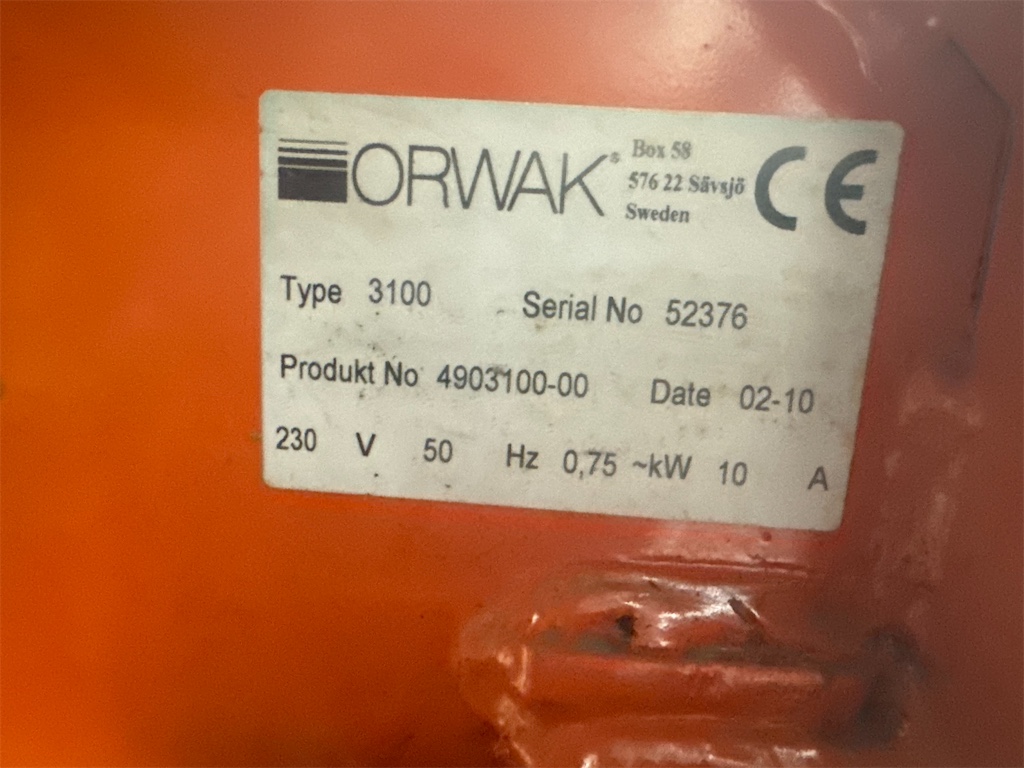 ORWAK®
Box 58
576 22 Sävsjö
Sweden
CE
Type 3100 Serial No 52376
Produkt No 4903100-00 Date 02-10
230 V 50 Hz 0,75 ~kW 10 A